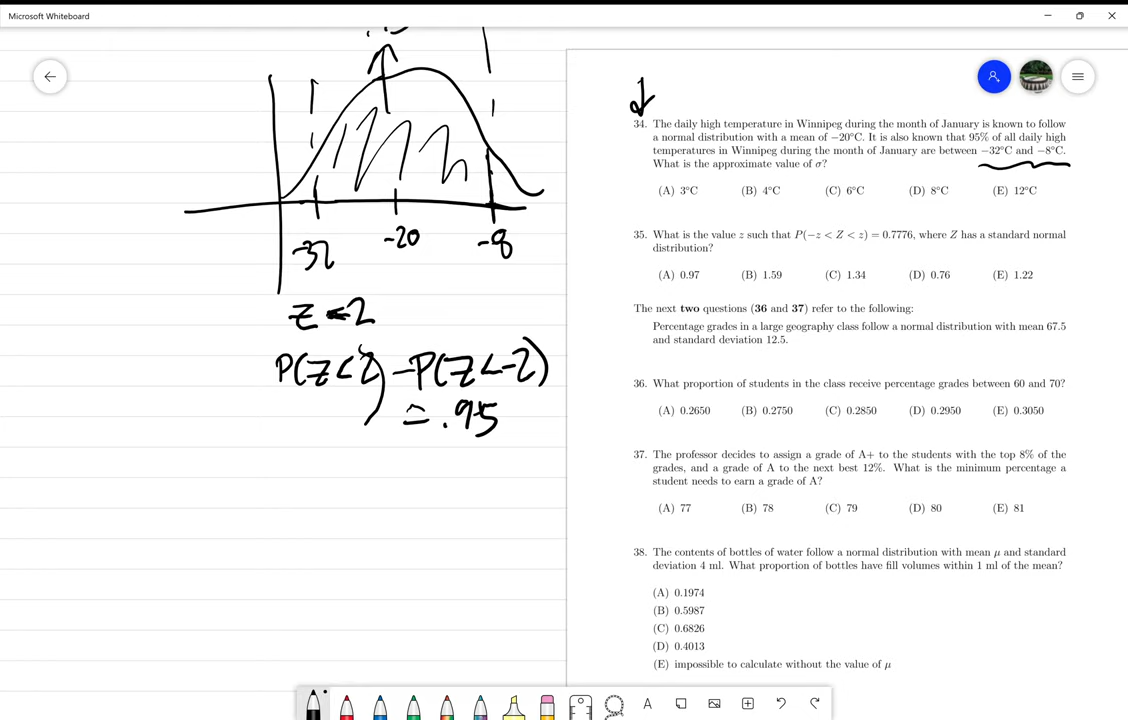 Microsoft Whiteboard
-32
-20
-8
P(Z<2) -P(Z<-2)
= .95
34. The daily high temperature in Winnipeg during the month of January is known to follow
a normal distribution with a mean of −20°C. It is also known that 95% of all daily high
temperatures in Winnipeg during the month of January are between −32°C and −8°C.
What is the approximate value of σ?
(A) 3°C (B) 4°C (C) 6°C (D) 8°C (E) 12°C
35. What is the value z such that P(−z < Z < z) = 0.7776, where Z has a standard normal
distribution?
(A) 0.97 (B) 1.59 (C) 1.34 (D) 0.76 (E) 1.22
The next two questions (36 and 37) refer to the following:
Percentage grades in a large geography class follow a normal distribution with mean 67.5
and standard deviation 12.5.
36. What proportion of students in the class receive percentage grades between 60 and 70?
(A) 0.2650 (B) 0.2750 (C) 0.2850 (D) 0.2950 (E) 0.3050
37. The professor decides to assign a grade of A+ to the students with the top 8% of the
grades, and a grade of A to the next best 12%. What is the minimum percentage a
student needs to earn a grade of A?
(A) 77 (B) 78 (C) 79 (D) 80 (E) 81
38. The contents of bottles of water follow a normal distribution with mean μ and standard
deviation 4 ml. What proportion of bottles have fill volumes within 1 ml of the mean?
(A) 0.1974
(B) 0.5987
(C) 0.6826
(D) 0.4013
(E) impossible to calculate without the value of μ
A